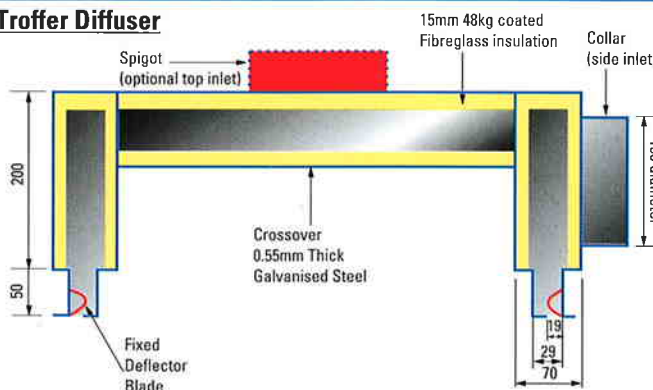 Troffer Diffuser
15mm 48kg coated
Fibreglass insulation
Collar
(side inlet
Spigot
(optional top inlet)
200
50
Crossover
0.55mm Thick
Galvanised Steel
Fixed
Deflector
Blade
19
29
70